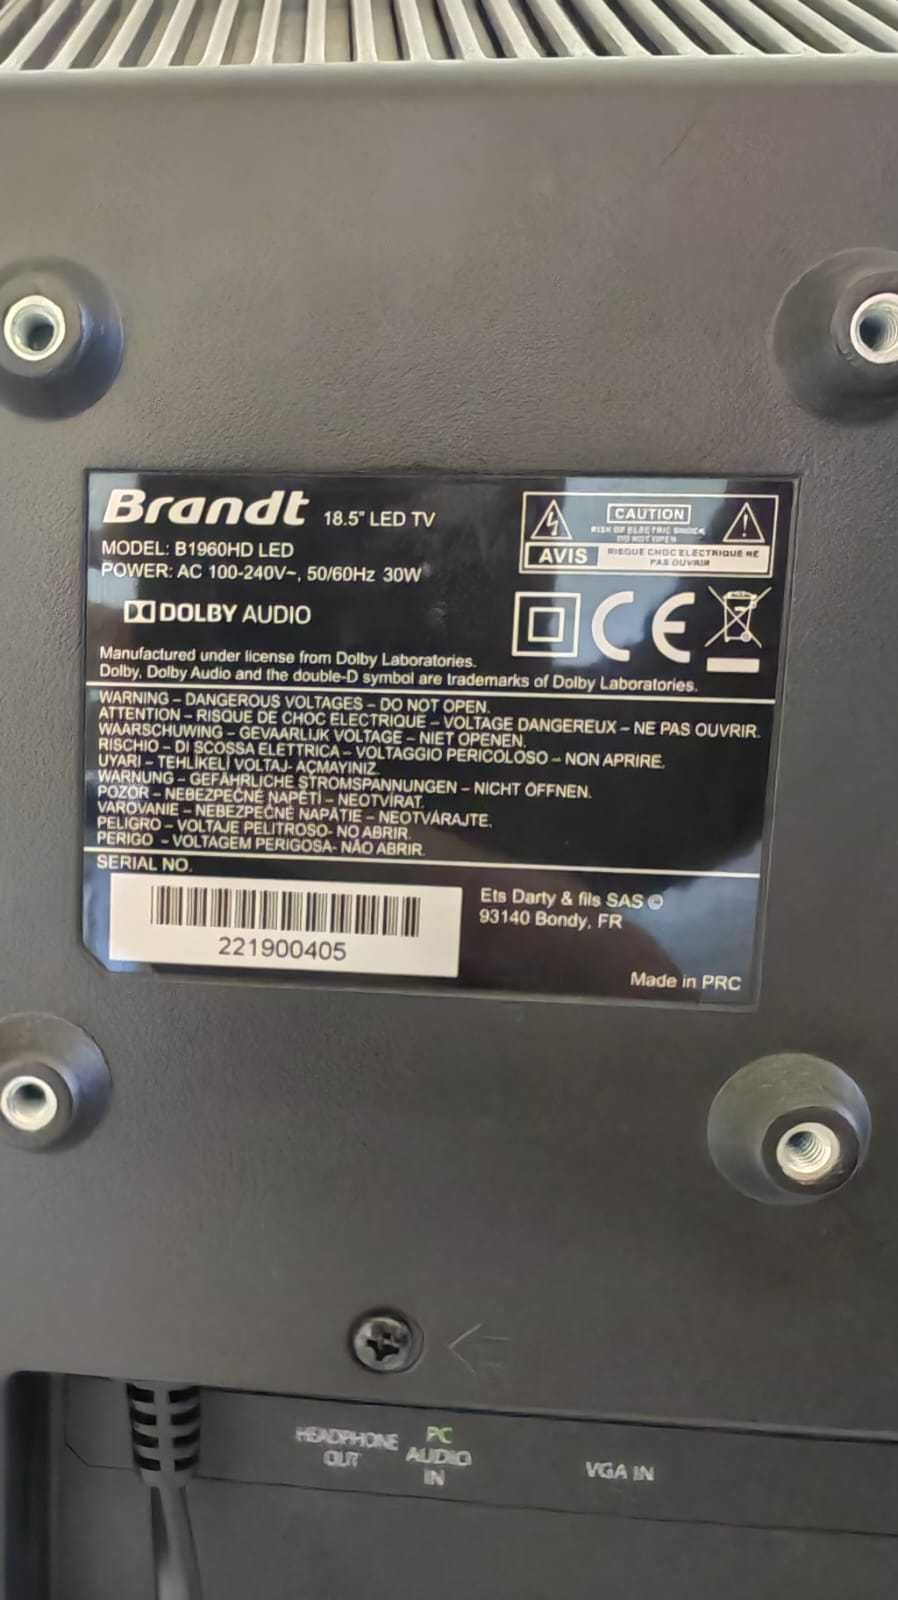 Brandt 18.5" LED TV
MODEL: B1960HD LED
POWER: AC 100-240V~, 50/60Hz 30W
DOLBY AUDIO
CAUTION
RISK OF ELECTRIC SHOCK
DO NOT OPEN
AVIS RISQUE CHOC ELECTRIQUE NE
PAS OUVRIR
CE
Manufactured under license from Dolby Laboratories.
Dolby, Dolby Audio and the double-D symbol are trademarks of Dolby Laboratories.
WARNING – DANGEROUS VOLTAGES – DO NOT OPEN.
ATTENTION – RISQUE DE CHOC ELECTRIQUE – VOLTAGE DANGEREUX – NE PAS OUVRIR.
WAARSCHUWING – GEVAARLIJK VOLTAGE – NIET OPENEN.
RISCHIO – DI SCOSSA ELETTRICA – VOLTAGGIO PERICOLOSO – NON APRIRE.
UYARI – TEHLİKELİ VOLTAJ- AÇMAYINIZ.
WARNUNG – GEFÄHRLICHE STROMSPANNUNGEN – NICHT ÖFFNEN.
POZOR – NEBEZPEČNÉ NAPĚTÍ – NEOTVÍRAT.
VAROVANIE – NEBEZPEČNÉ NAPÄTIE – NEOTVÁRAJTE.
PELIGRO – VOLTAJE PELITROSO- NO ABRIR.
PERIGO – VOLTAGEM PERIGOSA- NÃO ABRIR.
SERIAL NO.
221900405
Ets Darty & fils SAS ©
93140 Bondy, FR
Made in PRC
HEADPHONE
OUT
PC
AUDIO
IN
VGA IN